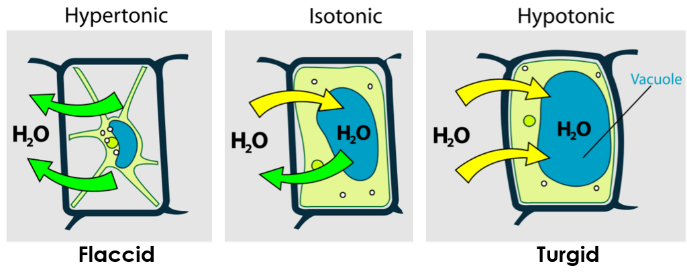 Hypertonic
Isotonic
Hypotonic
H₂O
H₂O
H₂O
H₂O
H₂O
Vacuole
Flaccid
Turgid